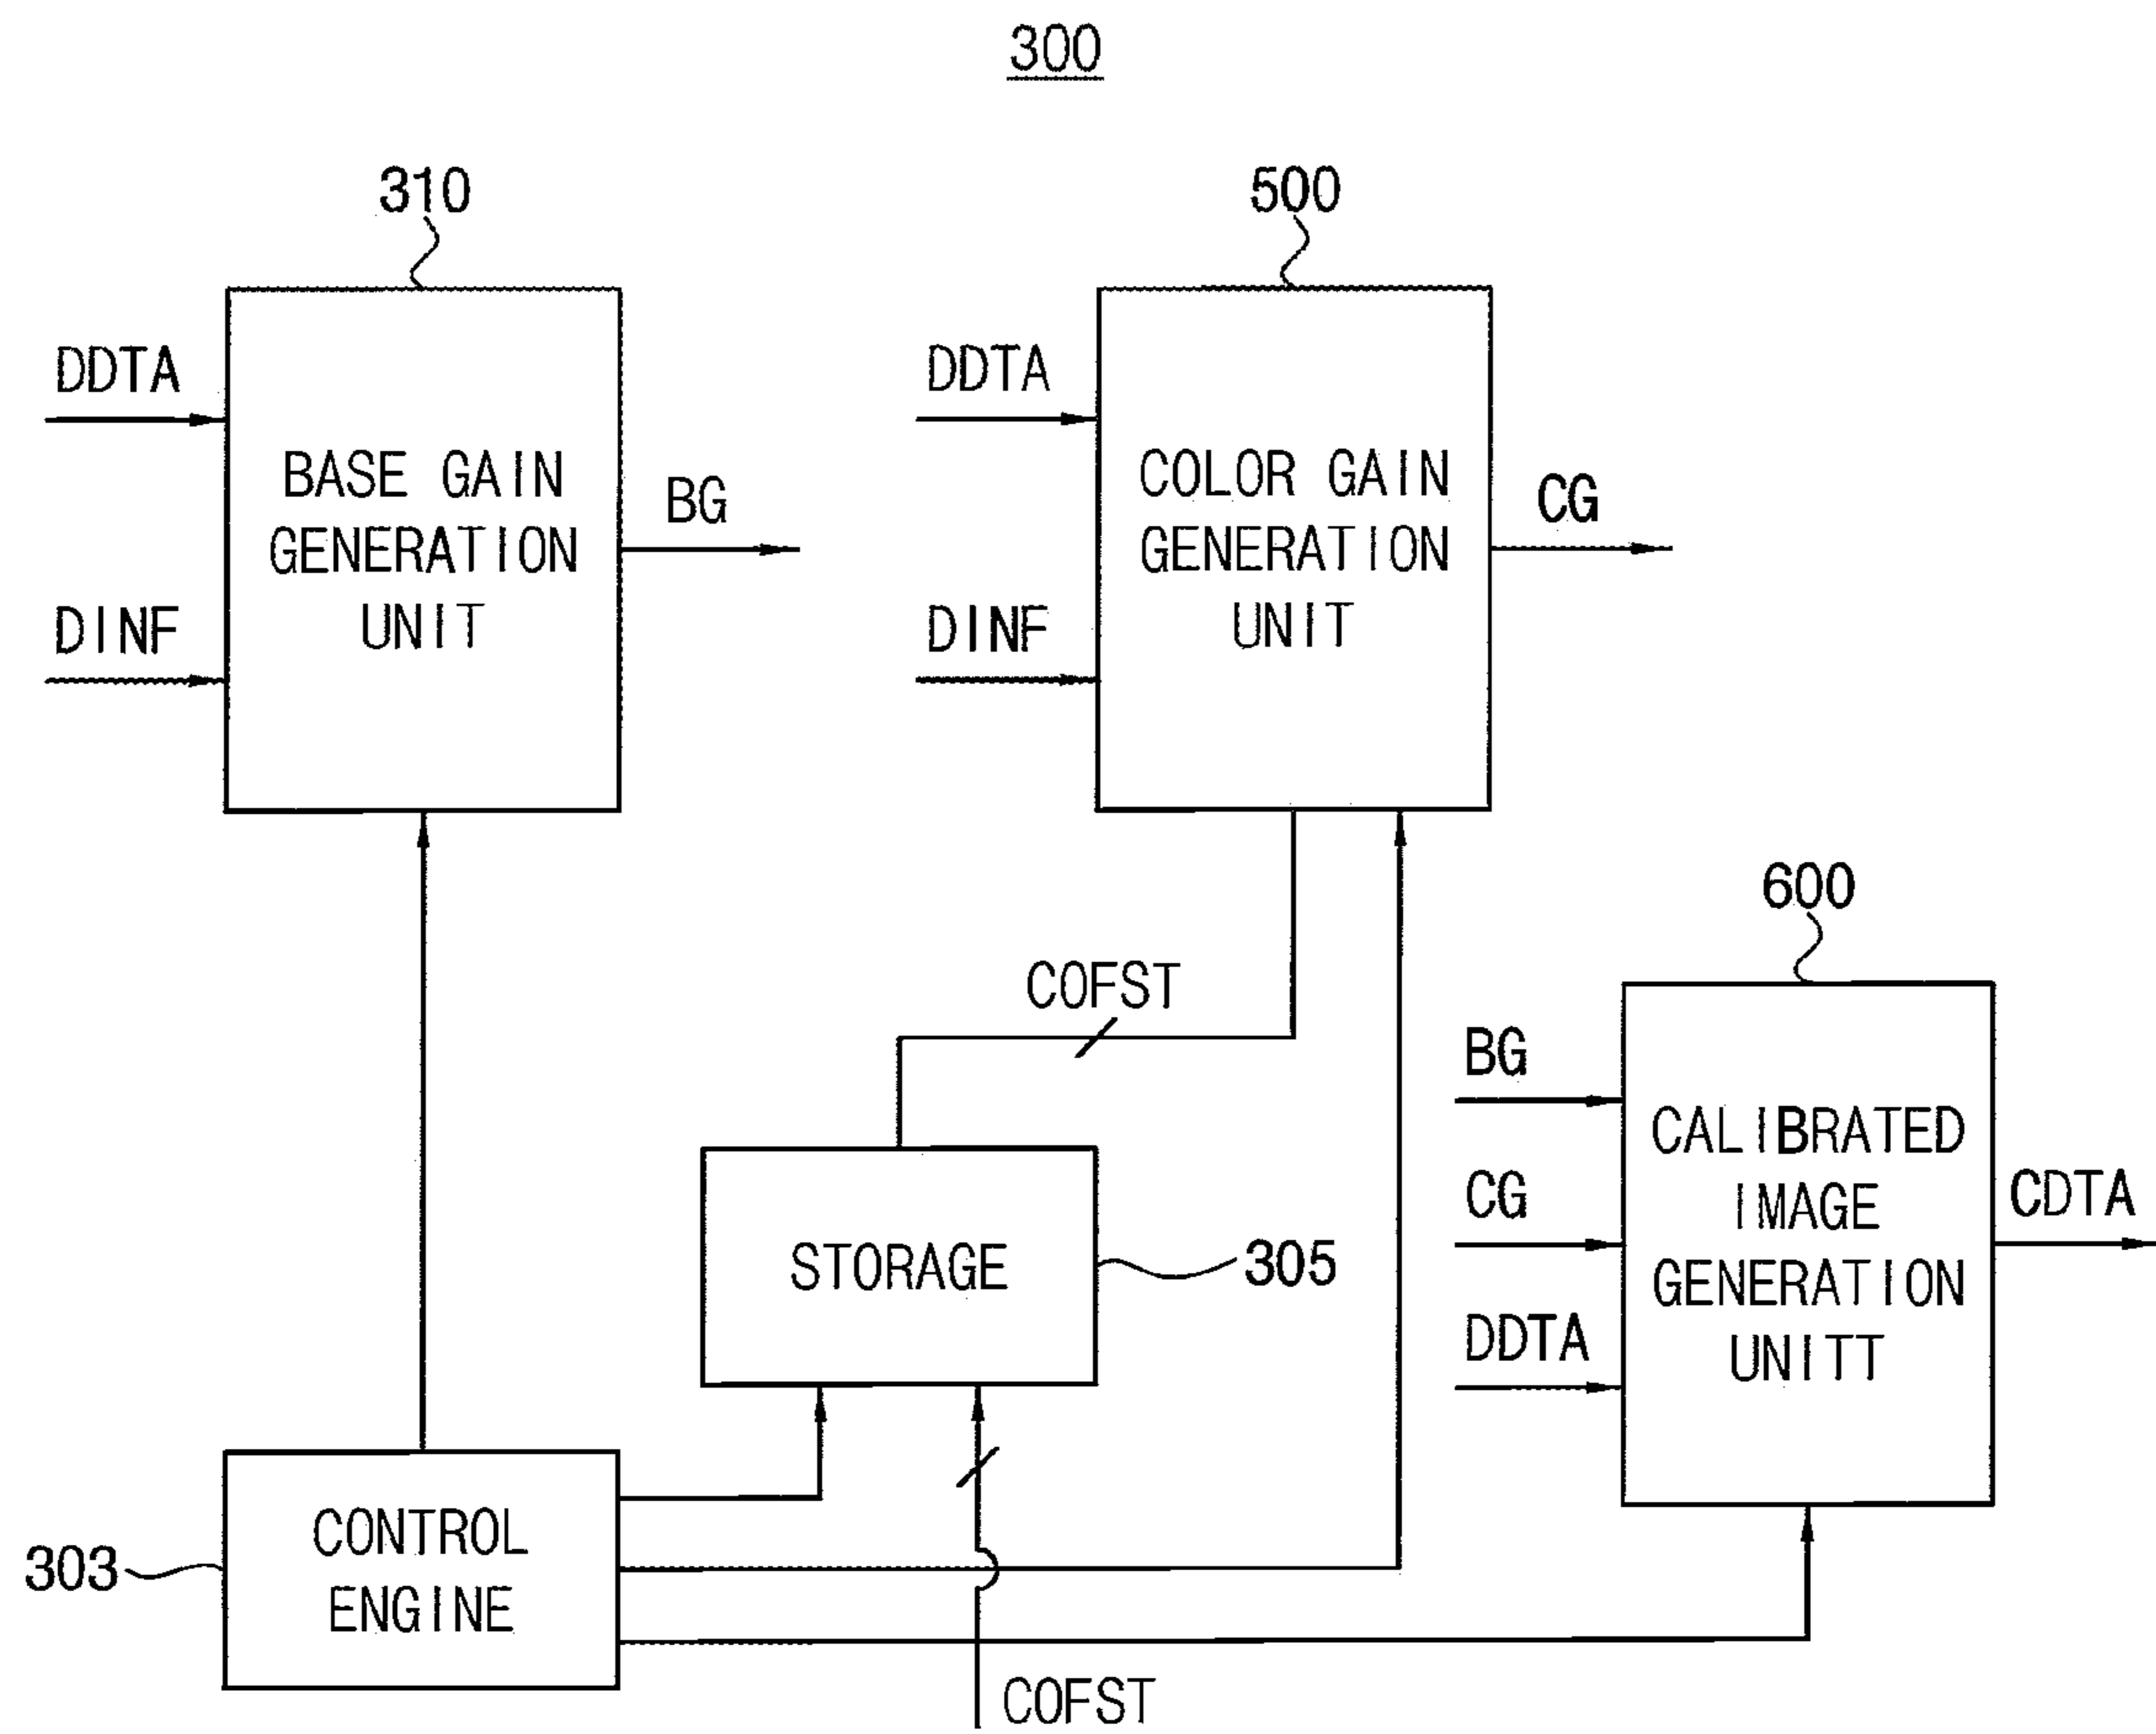 300
310
500
DDTA
BASE GAIN
GENERATION
UNIT
DINF
BG
DDTA
COLOR GAIN
GENERATION
UNIT
DINF
CG
600
COFST
BG
CG
DDTA
CALIBRATED
IMAGE
GENERATION
UNITT
CDTA
STORAGE
305
303
CONTROL
ENGINE
COFST